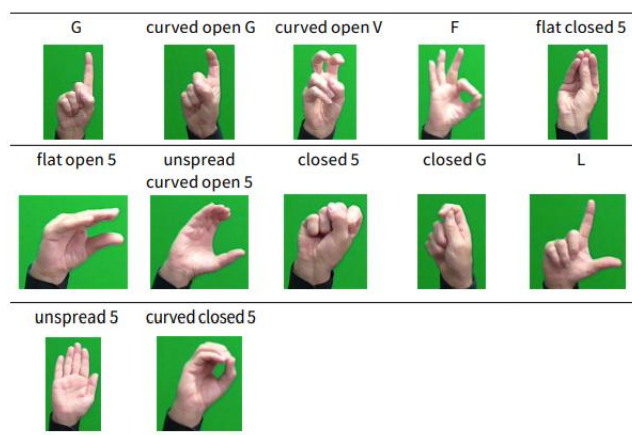 G
curved open G
curved open V
F
flat closed 5
flat open 5
unspread
curved open 5
closed 5
closed G
L
unspread 5
curved closed 5